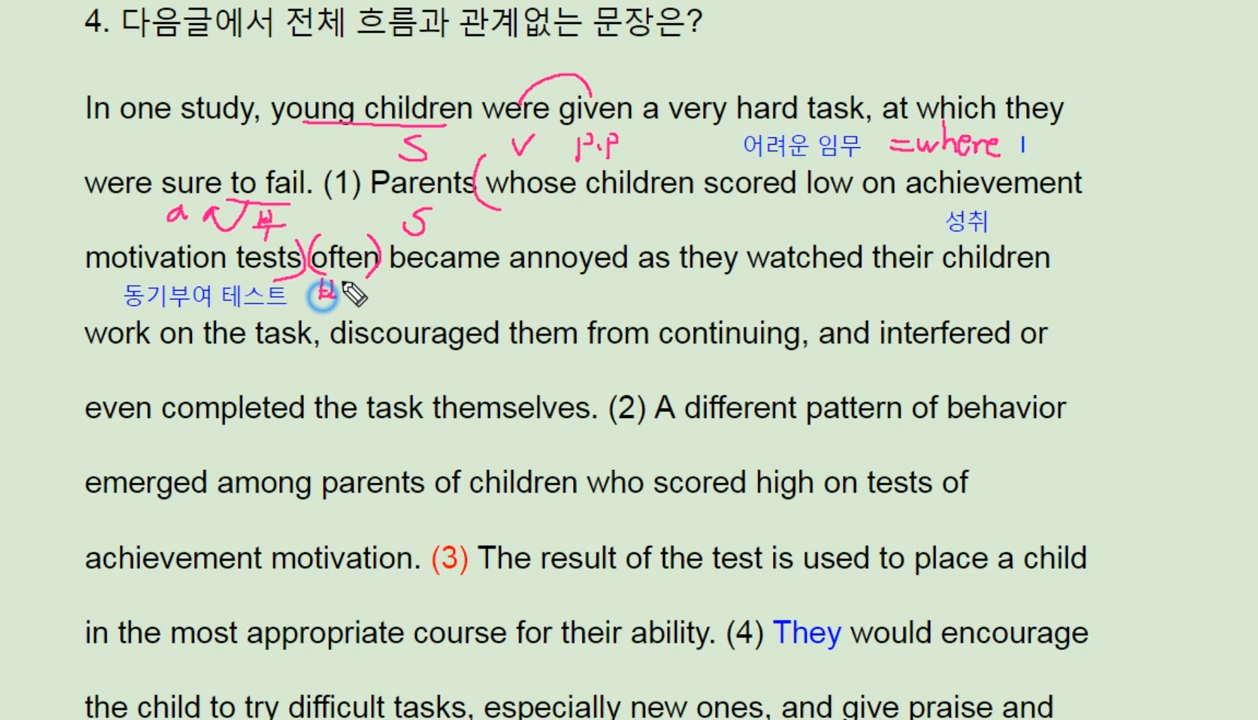 4. 다음글에서 전체 흐름과 관계없는 문장은?
In one study, young children were given a very hard task, at which they
S V p.p 어려운 임무 =where
were sure to fail. (1) Parents whose children scored low on achievement
a 부 S 성취
motivation tests often became annoyed as they watched their children
동기부여 테스트
work on the task, discouraged them from continuing, and interfered or
even completed the task themselves. (2) A different pattern of behavior
emerged among parents of children who scored high on tests of
achievement motivation. (3) The result of the test is used to place a child
in the most appropriate course for their ability. (4) They would encourage
the child to try difficult tasks, especially new ones, and give praise and